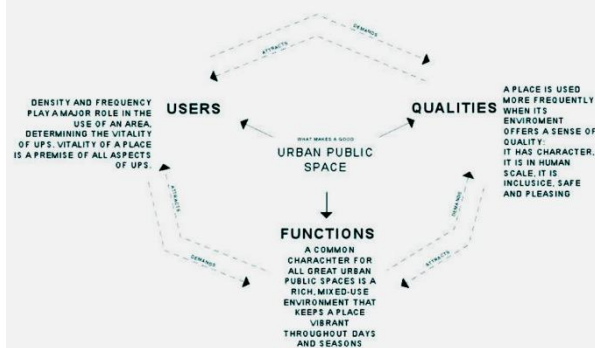 DEMANDS
ATTRACTS
DENSITY AND FREQUENCY
PLAY A MAJOR ROLE IN THE
USE OF AN AREA,
DETERMINING THE VITALITY
OF UPS. VITALITY OF A PLACE
IS A PREMISE OF ALL ASPECTS
OF UPS.
USERS
WHAT MAKES A GOOD
URBAN PUBLIC
SPACE
QUALITIES
A PLACE IS USED
MORE FREQUENTLY
WHEN ITS
ENVIROMENT
OFFERS A SENSE OF
QUALITY:
IT HAS CHARACTER,
IT IS IN HUMAN
SCALE, IT IS
INCLUSICE, SAFE
AND PLEASING
ATTRACTS
DEMANDS
DEMANDS
ATTRACTS
FUNCTIONS
A COMMON
CHARACHTER FOR
ALL GREAT URBAN
PUBLIC SPACES IS A
RICH, MIXED-USE
ENVIRONMENT THAT
KEEPS A PLACE
VIBRANT
THROUGHOUT DAYS
AND SEASONS